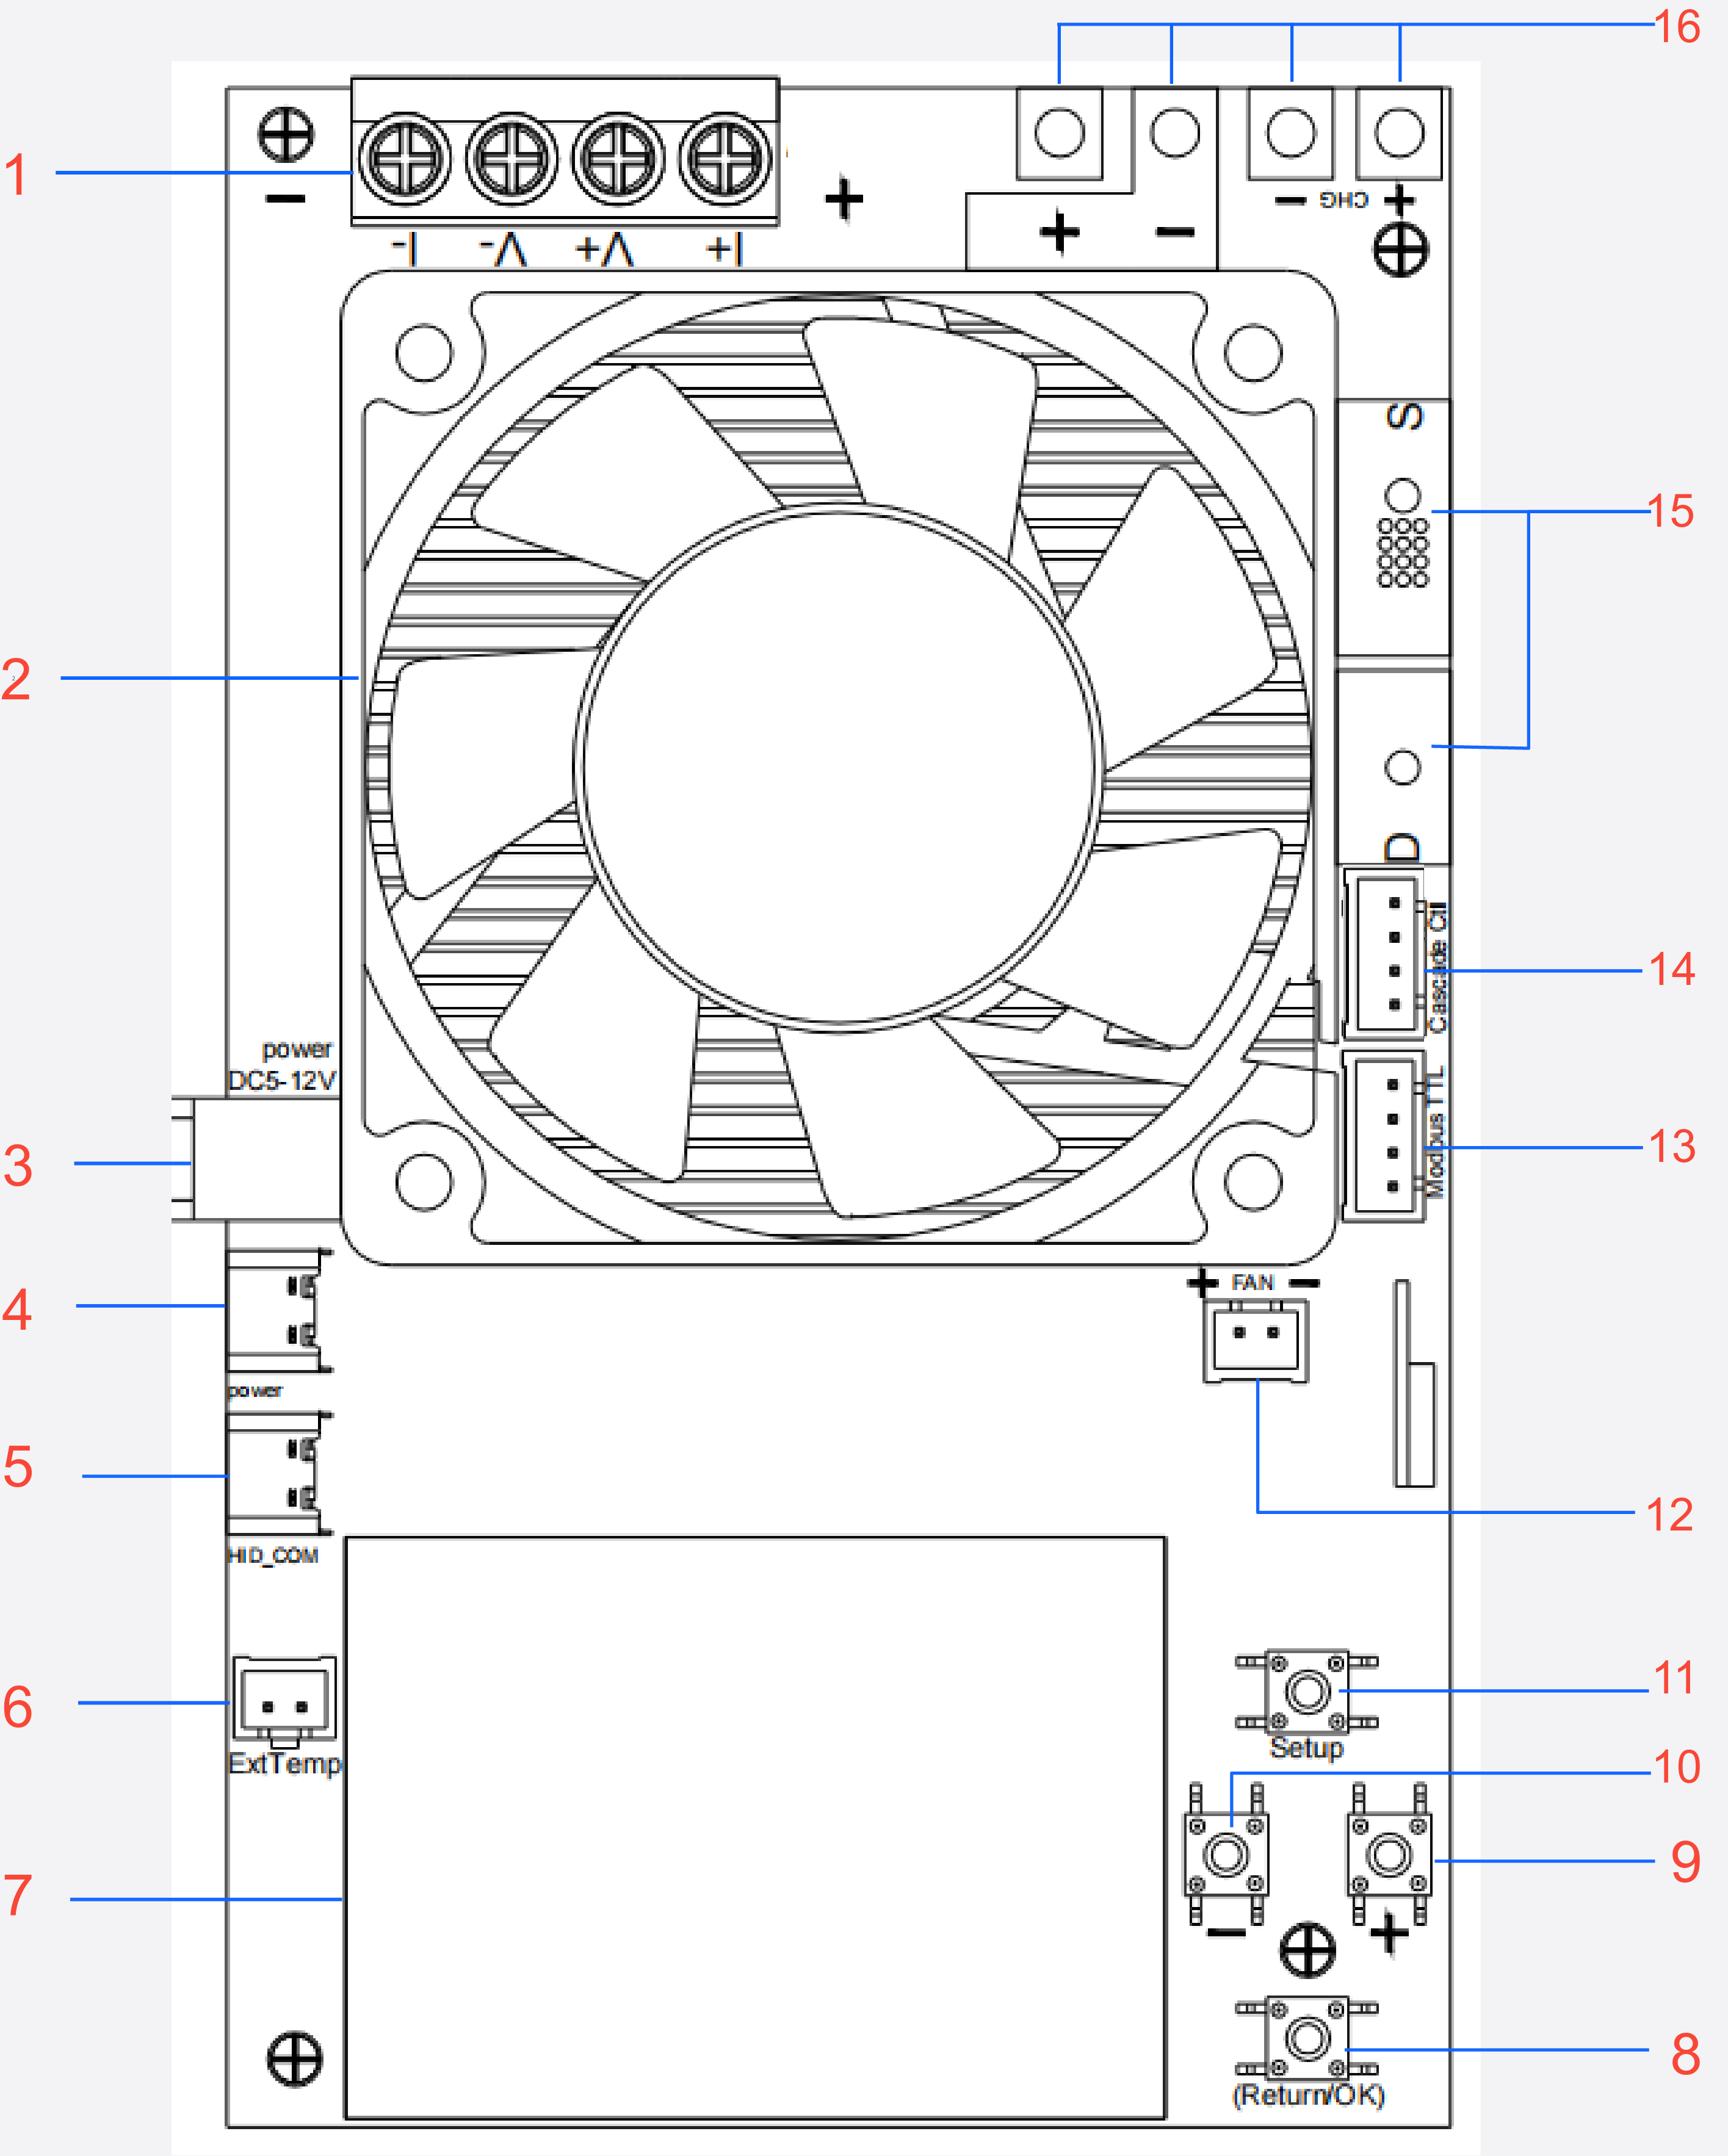 16
1
−
I-
V-
V+
I+
+
+
−
− CHG +
S
15
2
D
Cascade Ctl
14
power
DC5-12V
Modbus TTL
13
3
+ FAN −
4
power
5
12
HID_COM
6
11
ExtTemp
Setup
10
9
7
−
+
8
(Return/OK)